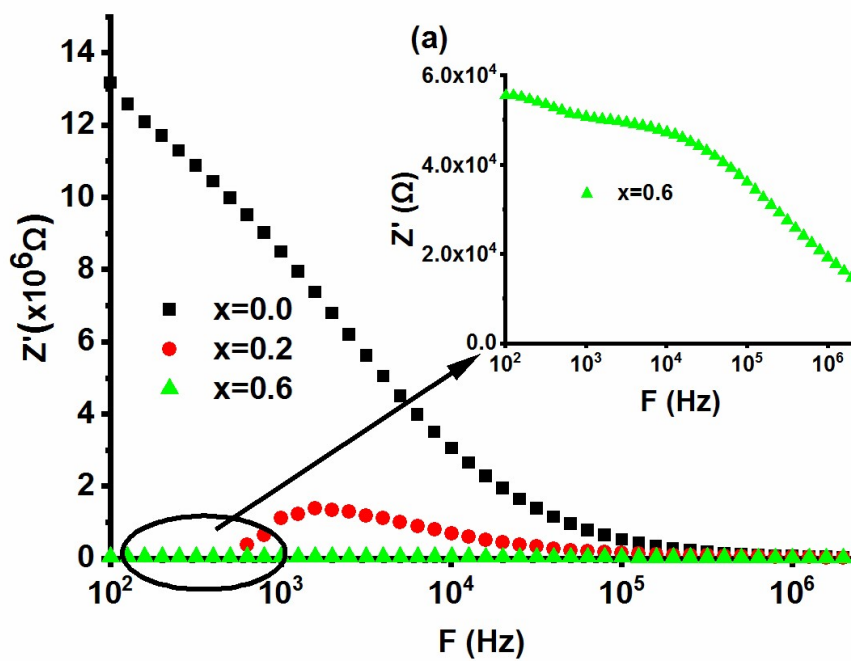 (a)
Z'(x10⁶Ω)
14
12
10
8
6
4
2
0
10² 10³ 10⁴ 10⁵ 10⁶
F (Hz)
x=0.0
x=0.2
x=0.6
Z' (Ω)
6.0x10⁴
4.0x10⁴
2.0x10⁴
0.0
x=0.6
10² 10³ 10⁴ 10⁵ 10⁶
F (Hz)